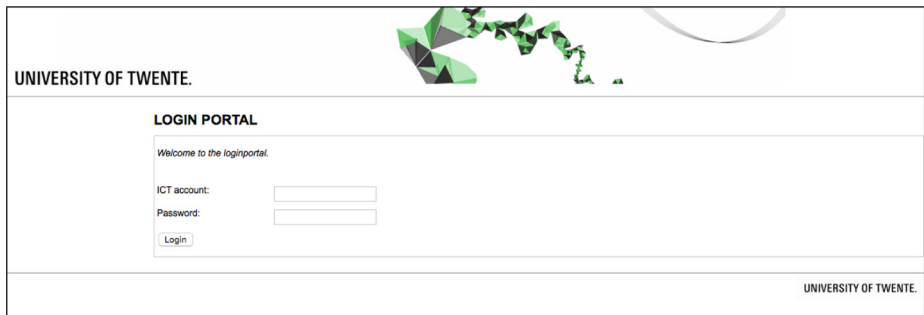 UNIVERSITY OF TWENTE.
LOGIN PORTAL
Welcome to the loginportal.
ICT account:
Password:
Login
UNIVERSITY OF TWENTE.